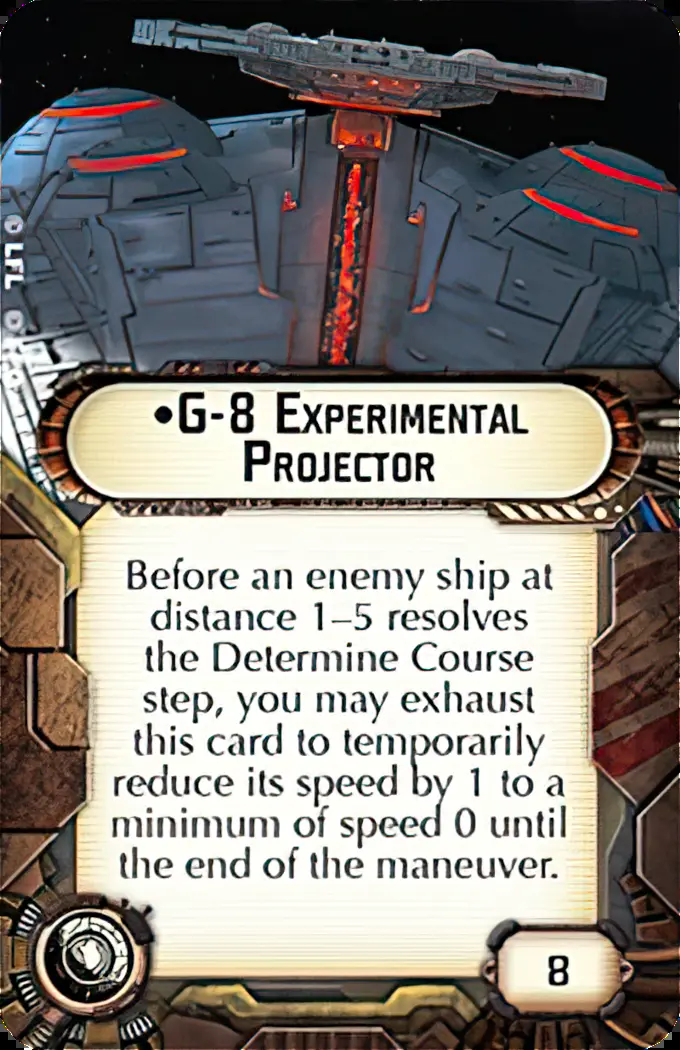 © LFL
•G-8 Experimental
Projector
Before an enemy ship at
distance 1–5 resolves
the Determine Course
step, you may exhaust
this card to temporarily
reduce its speed by 1 to a
minimum of speed 0 until
the end of the maneuver.
8